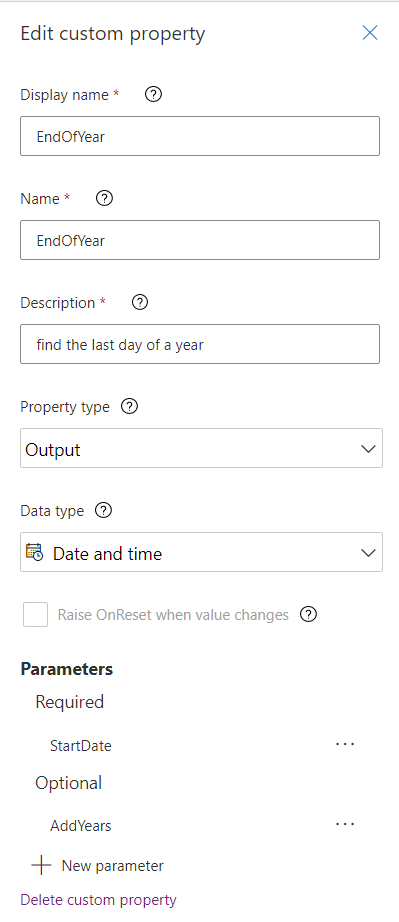 Edit custom property
Display name *
EndOfYear
Name *
EndOfYear
Description *
find the last day of a year
Property type
Output
Data type
Date and time
Raise OnReset when value changes
Parameters
Required
StartDate
Optional
AddYears
New parameter
Delete custom property